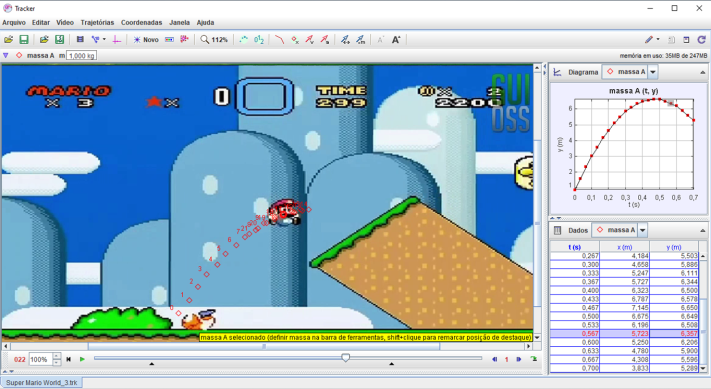 Tracker
Arquivo Editar Vídeo Trajetórias Coordenadas Janela Ajuda
Novo 112%
massa A m 1,000 kg
memória em uso: 35MB de 247MB
MARIO TIME
x 3 x 0 299 x 2
2200
GUI
OSS
Diagrama massa A
massa A (t, y)
y (m)
6
5
4
3
2
1
0 0,1 0,2 0,3 0,4 0,5 0,6 0,7
t (s)
Dados massa A
t (s) x (m) y (m)
0,267 4,184 5,503
0,300 4,658 5,886
0,333 5,247 6,111
0,367 5,727 6,344
0,400 6,323 6,500
0,433 6,787 6,578
0,467 7,145 6,650
0,500 6,675 6,649
0,533 6,196 6,508
0,567 5,723 6,357
0,600 5,250 6,206
0,633 4,780 5,900
0,667 4,308 5,596
0,700 3,833 5,289
massa A selecionado (definir massa na barra de ferramentas, shift+clique para remarcar posição de destaque)
022 100% 1
Super Mario World_3.trk